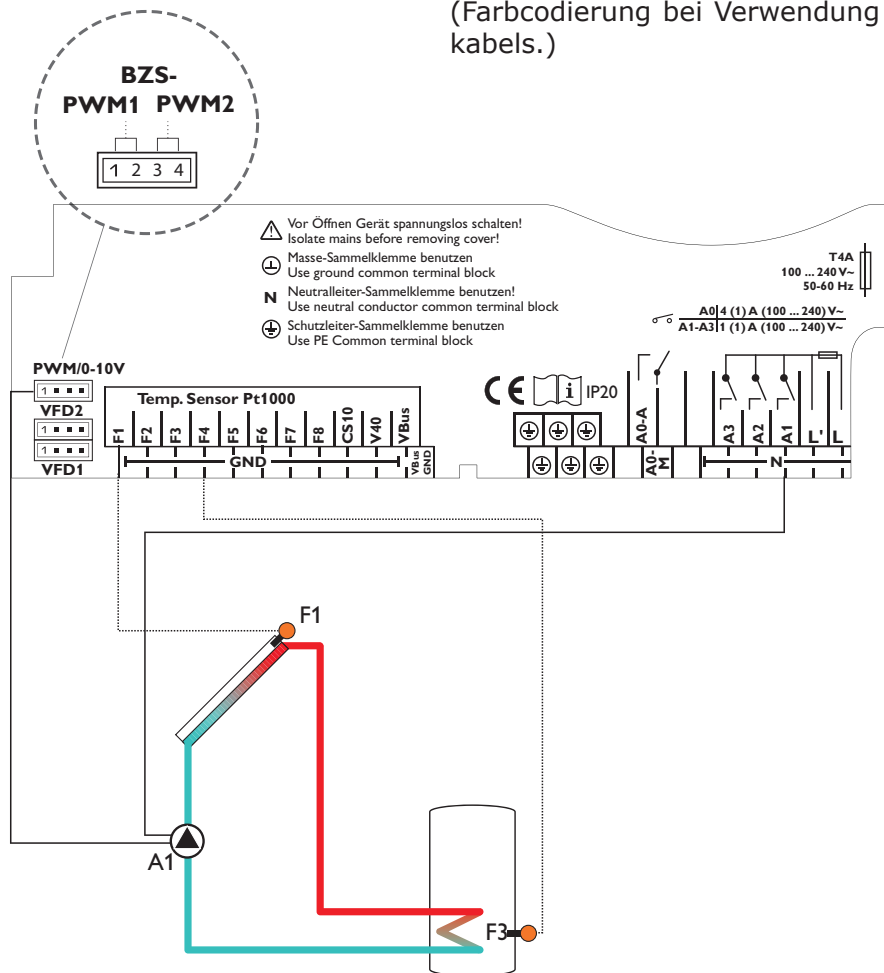 (Farbcodierung bei Verwendung
kabels.)
BZS-
PWM1 PWM2
1 2 3 4
Vor Öffnen Gerät spannungslos schalten!
Isolate mains before removing cover!
Masse-Sammelklemme benutzen
Use ground common terminal block
N Neutralleiter-Sammelklemme benutzen!
Use neutral conductor common terminal block
Schutzleiter-Sammelklemme benutzen
Use PE Common terminal block
T4A
100 ... 240 V~
50-60 Hz
A0 4 (1) A (100 ... 240) V~
A1-A3 1 (1) A (100 ... 240) V~
PWM/0-10V
1
VFD2
1
1
VFD1
Temp. Sensor Pt1000
F1 F2 F3 F4 F5 F6 F7 F8 CS10 V40 VBus
GND
VBus
GND
CE i IP20
A0-A
A0-
M
A3 A2 A1 L' L
N
F1
A1
F3